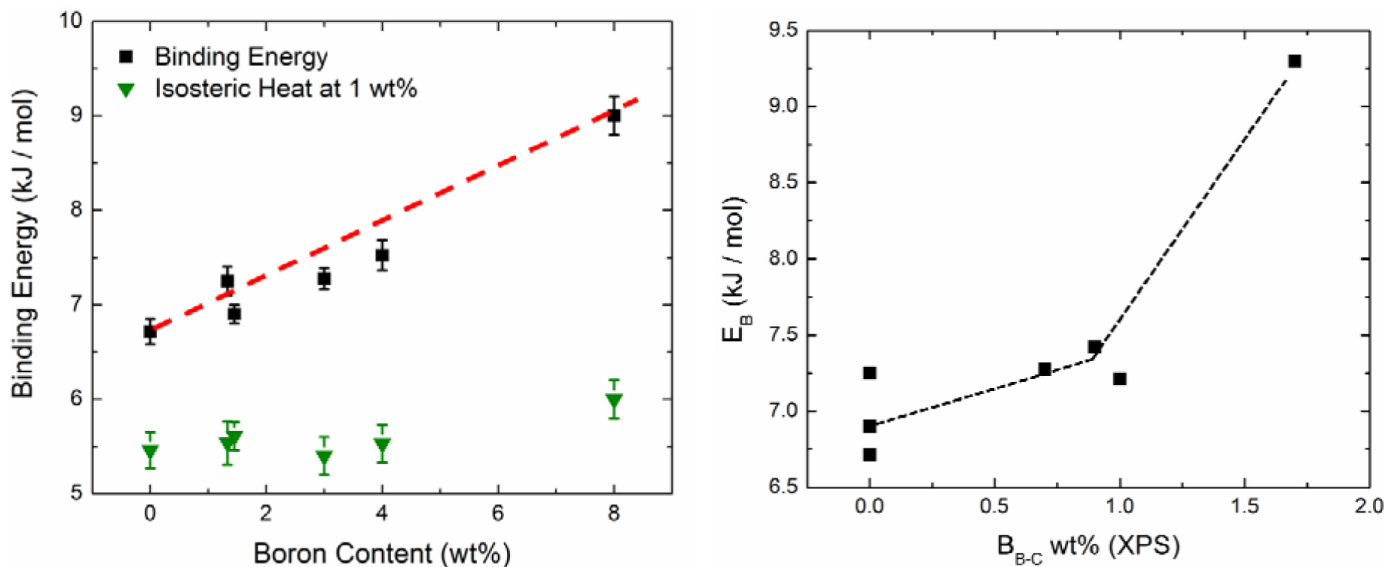 10
9
8
7
6
5
Binding Energy (kJ / mol)
Binding Energy
Isosteric Heat at 1 wt%
0 2 4 6 8
Boron Content (wt%)
9.5
9.0
8.5
8.0
7.5
7.0
6.5
E_B (kJ / mol)
0.0 0.5 1.0 1.5 2.0
B_B-C wt% (XPS)